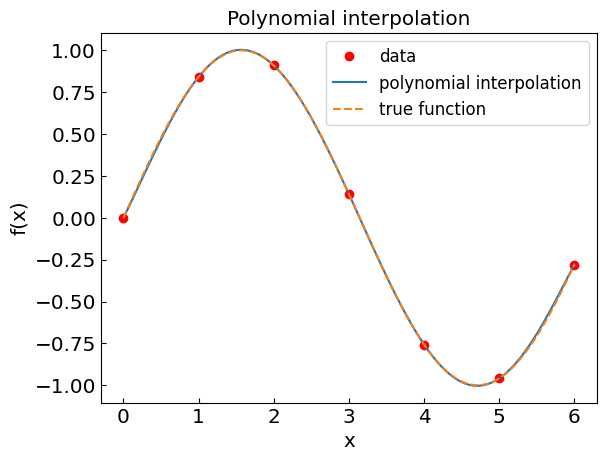 Polynomial interpolation
data
polynomial interpolation
true function
f(x)
1.00
0.75
0.50
0.25
0.00
−0.25
−0.50
−0.75
−1.00
0 1 2 3 4 5 6
x